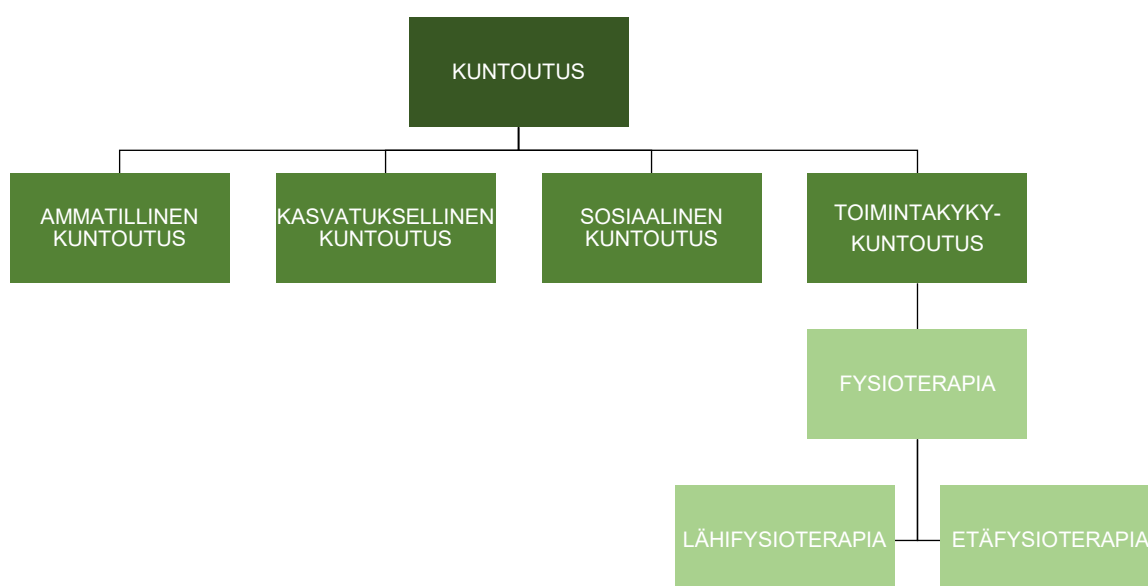 KUNTOUTUS
AMMATILLINEN
KUNTOUTUS
KASVATUKSELLINEN
KUNTOUTUS
SOSIAALINEN
KUNTOUTUS
TOIMINTAKYKY-
KUNTOUTUS
FYSIOTERAPIA
LÄHIFYSIOTERAPIA
ETÄFYSIOTERAPIA